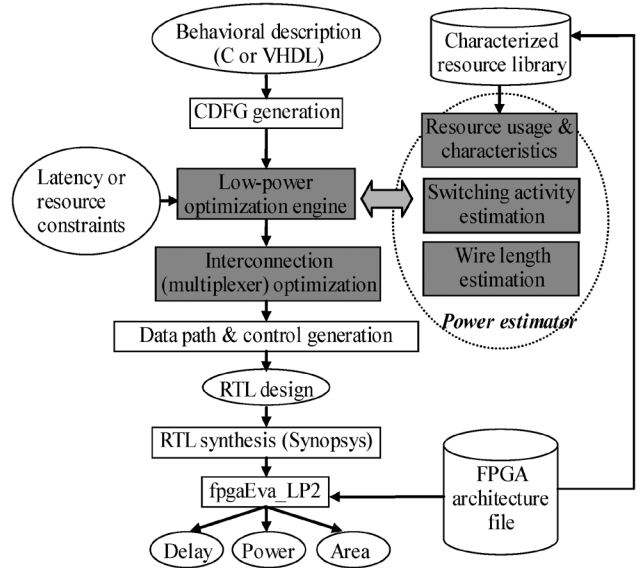 Behavioral description
(C or VHDL)
Characterized
resource library
CDFG generation
Resource usage &
characteristics
Latency or
resource
constraints
Low-power
optimization engine
Switching activity
estimation
Interconnection
(multiplexer) optimization
Wire length
estimation
Power estimator
Data path & control generation
RTL design
RTL synthesis (Synopsys)
FPGA
architecture
file
fpgaEva_LP2
Delay
Power
Area